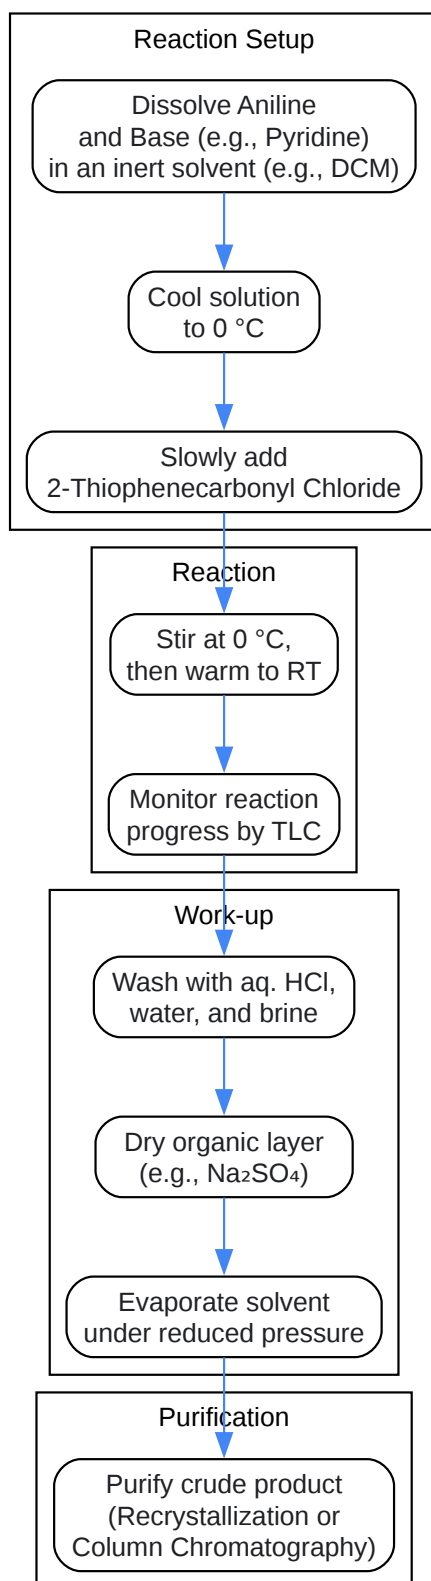 Reaction Setup
Dissolve Aniline
and Base (e.g., Pyridine)
in an inert solvent (e.g., DCM)
Cool solution
to 0 °C
Slowly add
2-Thiophenecarbonyl Chloride
Reaction
Stir at 0 °C,
then warm to RT
Monitor reaction
progress by TLC
Work-up
Wash with aq. HCl,
water, and brine
Dry organic layer
(e.g., Na₂SO₄)
Evaporate solvent
under reduced pressure
Purification
Purify crude product
(Recrystallization or
Column Chromatography)